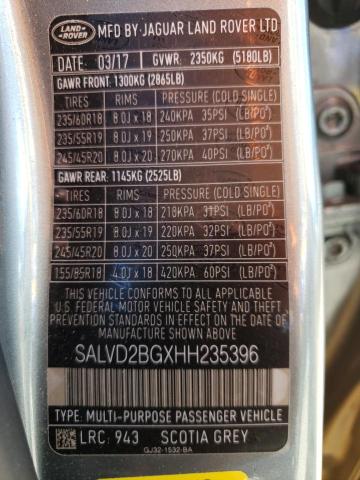 LAND ROVER
MFD BY JAGUAR LAND ROVER LTD
DATE: 03/17 GVWR. 2350KG (5180LB)
GAWR FRONT: 1300KG (2865LB)
TIRES RIMS PRESSURE (COLD SINGLE)
235/60R18 8.0J x 18 240KPA 35PSI (LB/PO²)
235/55R19 8.0J x 19 250KPA 37PSI (LB/PO²)
245/45R20 8.0J x 20 270KPA 40PSI (LB/PO²)
GAWR REAR: 1145KG (2525LB)
TIRES RIMS PRESSURE (COLD SINGLE)
235/60R18 8.0J x 18 218KPA 31PSI (LB/PO²)
235/55R19 8.0J x 19 220KPA 32PSI (LB/PO²)
245/45R20 8.0J x 20 250KPA 37PSI (LB/PO²)
155/85R18 4.0J x 18 420KPA 60PSI (LB/PO²)
THIS VEHICLE CONFORMS TO ALL APPLICABLE
U.S. FEDERAL MOTOR VEHICLE SAFETY AND
THEFT PREVENTION STANDARDS IN EFFECT ON THE
DATE OF MANUFACTURE SHOWN ABOVE
SALVD2BGXHH235396
TYPE: MULTI-PURPOSE PASSENGER VEHICLE
LRC: 943 SCOTIA GREY
GJ32-1532-BA